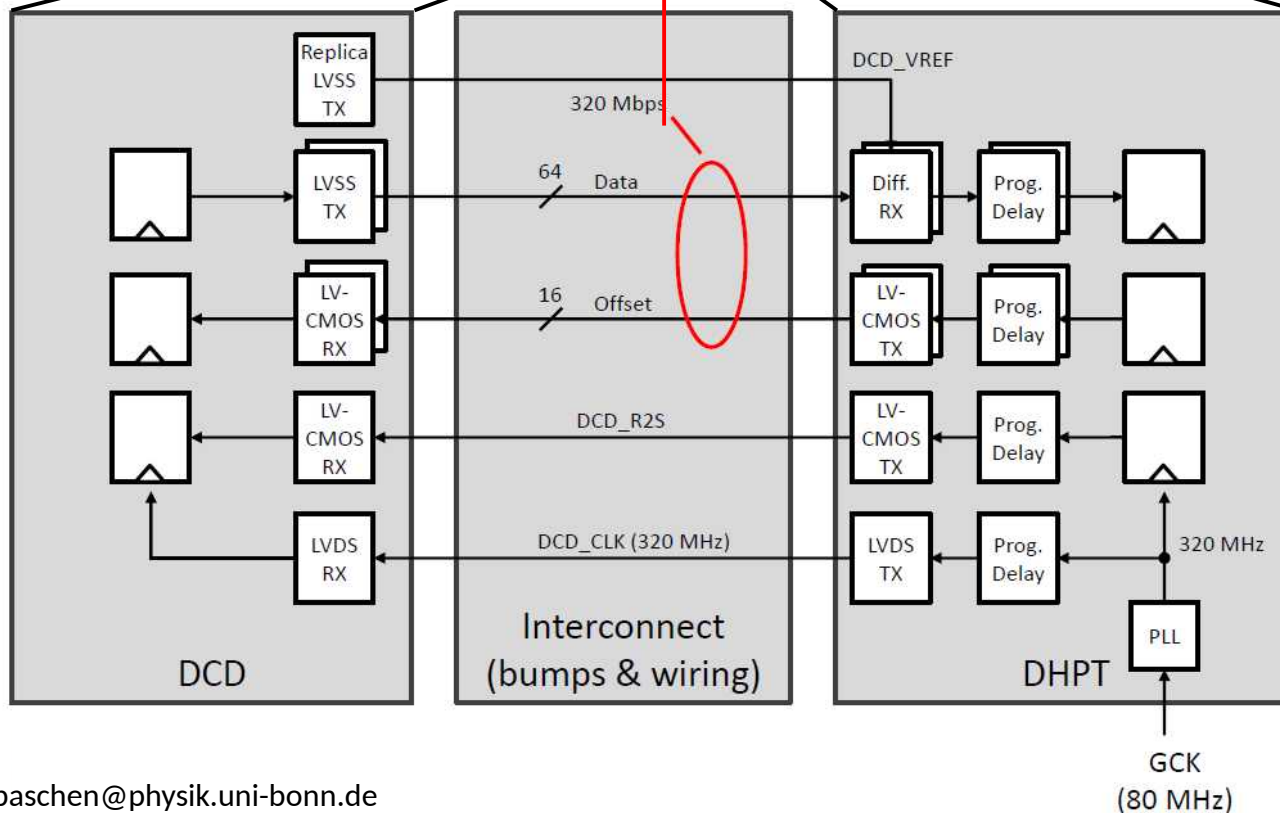 Replica
LVSS
TX
DCD_VREF
320 Mbps
LVSS
TX
64
Data
Diff.
RX
Prog.
Delay
LV-
CMOS
RX
16
Offset
LV-
CMOS
TX
Prog.
Delay
LV-
CMOS
RX
DCD_R2S
LV-
CMOS
TX
Prog.
Delay
LVDS
RX
DCD_CLK (320 MHz)
LVDS
TX
Prog.
Delay
320 MHz
PLL
DCD
Interconnect
(bumps & wiring)
DHPT
GCK
(80 MHz)
paschen@physik.uni-bonn.de